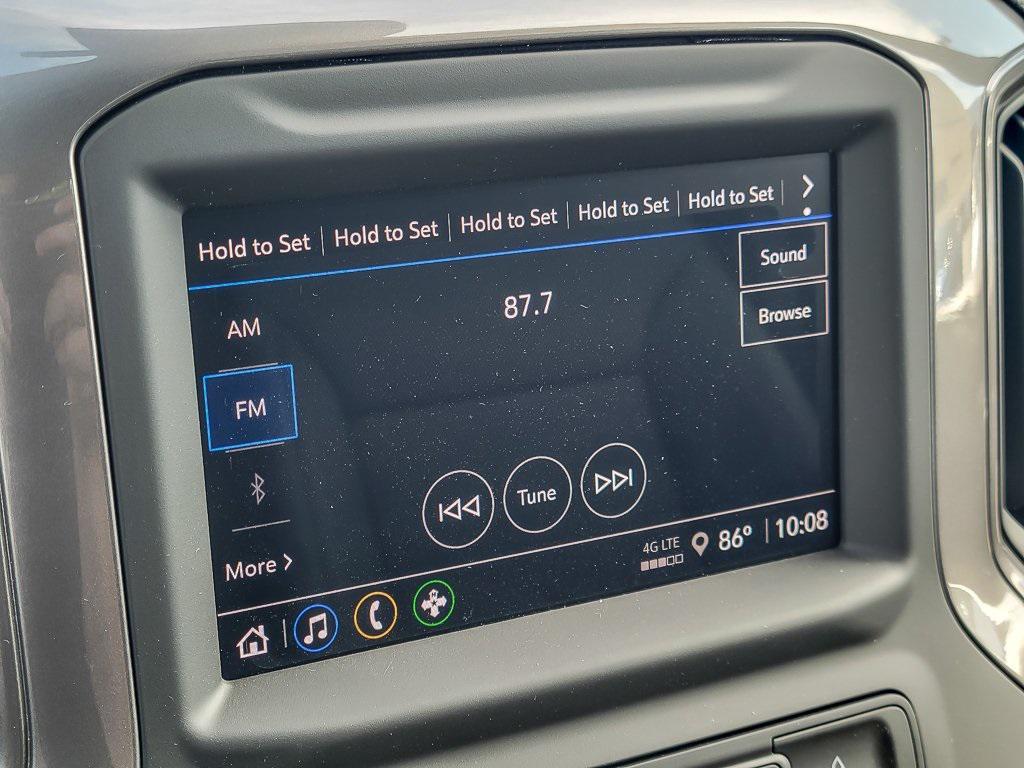 Hold to Set Hold to Set Hold to Set Hold to Set Hold to Set
Sound
AM
87.7
Browse
FM
Tune
More
4G LTE
86° 10:08